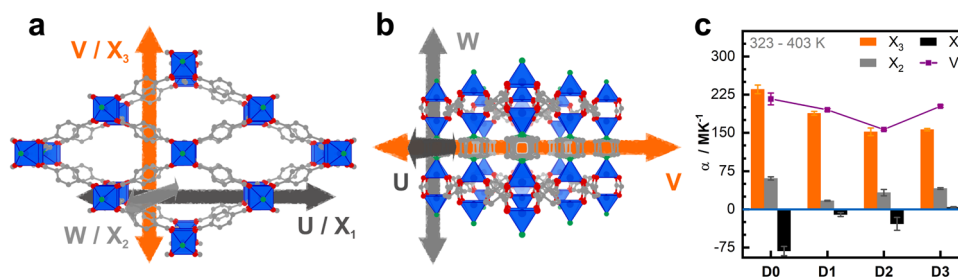 a
V / X₃
W / X₂
U / X₁
b
W
U
V
c
323 - 403 K
X₃
X
X₂
V
α / MK⁻¹
300
225
150
75
0
-75
D0
D1
D2
D3